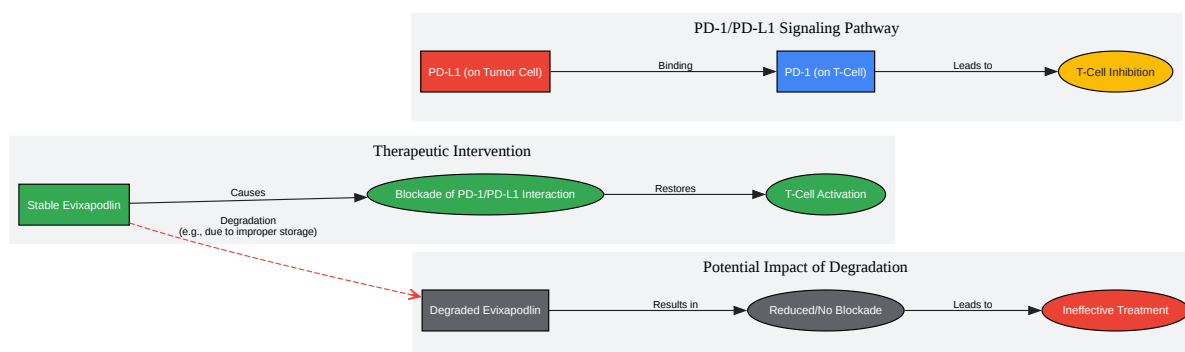 PD-1/PD-L1 Signaling Pathway
PD-L1 (on Tumor Cell)
Binding
PD-1 (on T-Cell)
Leads to
T-Cell Inhibition
Therapeutic Intervention
Stable Evixapodlin
Causes
Blockade of PD-1/PD-L1 Interaction
Restores
T-Cell Activation
Degradation
(e.g., due to improper storage)
Potential Impact of Degradation
Degraded Evixapodlin
Results in
Reduced/No Blockade
Leads to
Ineffective Treatment